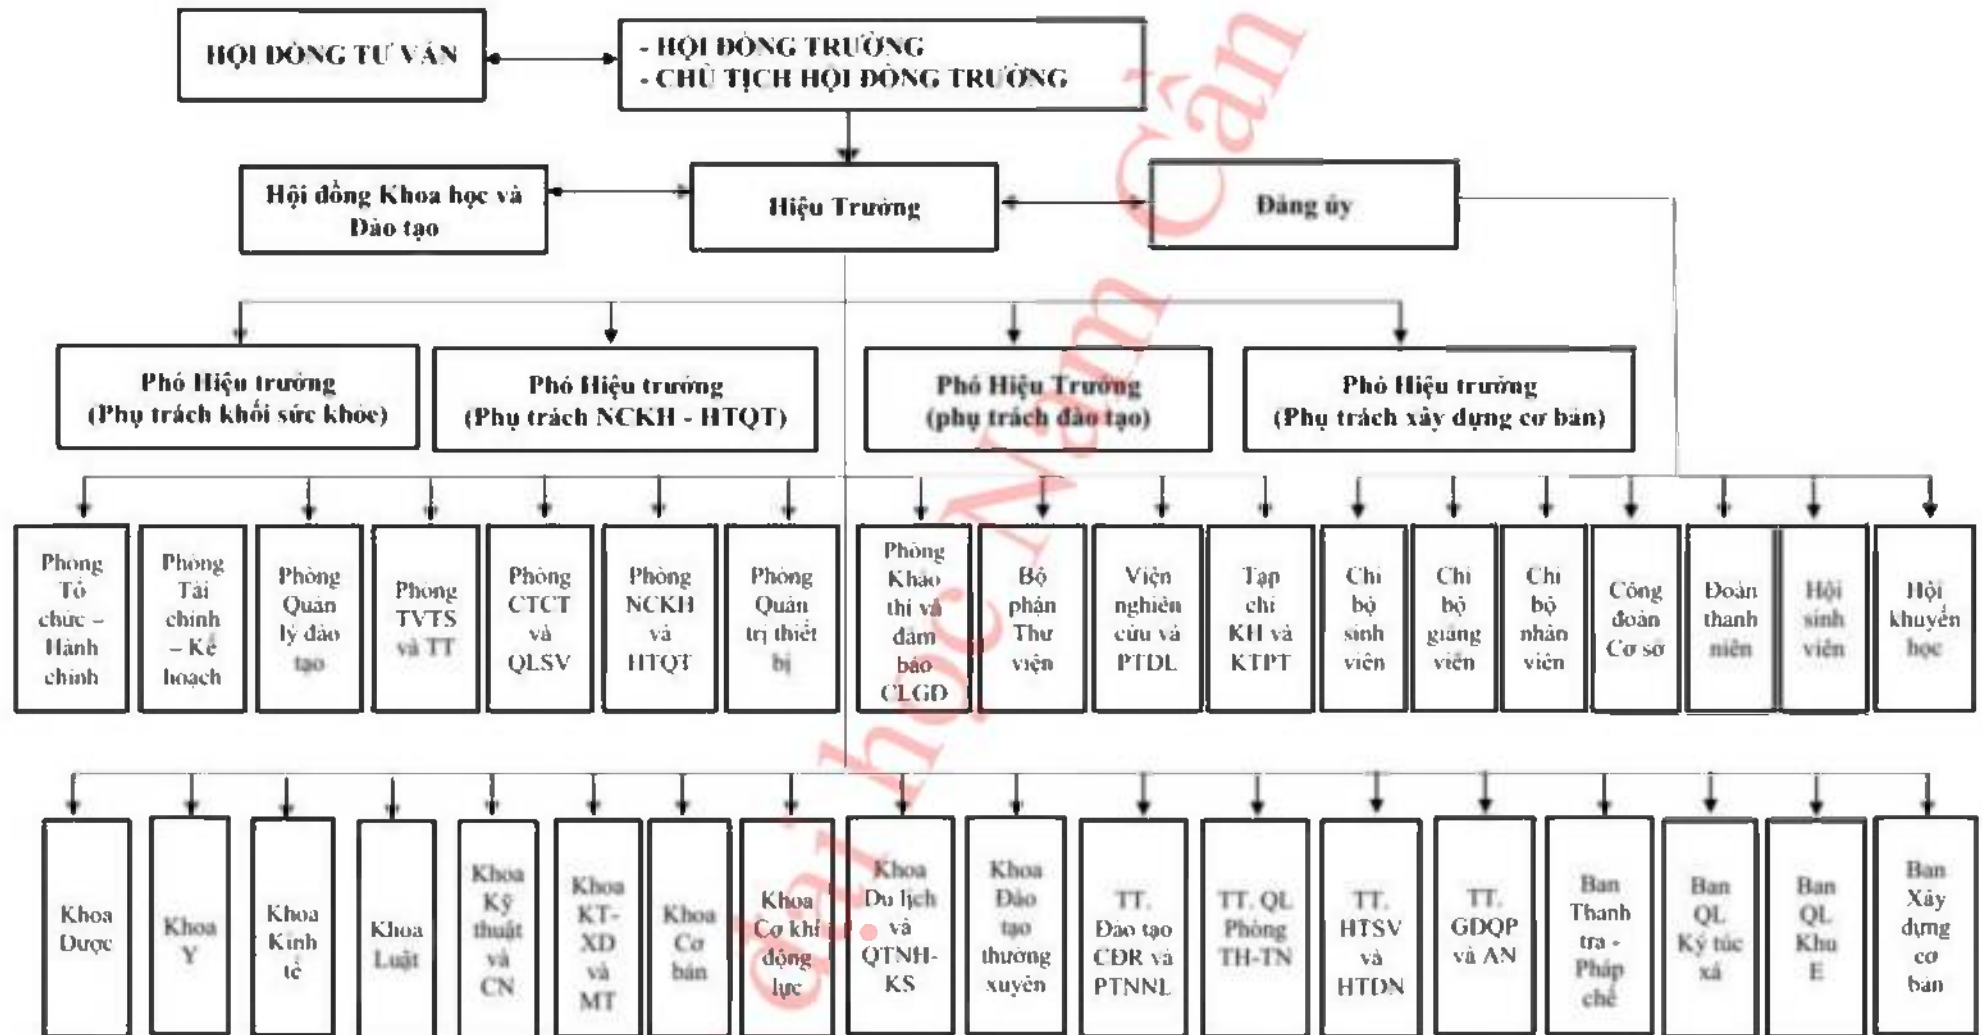 HỘI ĐỒNG TƯ VẤN
- HỘI ĐỒNG TRƯỜNG
- CHỦ TỊCH HỘI ĐỒNG TRƯỜNG
Hội đồng Khoa học và
Đào tạo
Hiệu Trưởng
Đảng ủy
Phó Hiệu trưởng
(Phụ trách khối sức khỏe)
Phó Hiệu trưởng
(Phụ trách NCKH - HTQT)
Phó Hiệu Trưởng
(phụ trách đào tạo)
Phó Hiệu trưởng
(Phụ trách xây dựng cơ bản)
Phòng
Tổ
chức –
Hành
chính
Phòng
Tài
chính
– Kế
hoạch
Phòng
Quản
lý đào
tạo
Phòng
TVTS
và TT
Phòng
CTCT
và
QLSV
Phòng
NCKH
và
HTQT
Phòng
Quản
trị thiết
bị
Phòng
Khảo
thí và
đảm
bảo
CLGD
Bộ
phận
Thư
viện
Viện
nghiên
cứu và
PTDL
Tạp
chí
KH và
KTPT
Chi
bộ
sinh
viên
Chi
bộ
giảng
viên
Chi
bộ
nhân
viên
Công
đoàn
Cơ sở
Đoàn
thanh
niên
Hội
sinh
viên
Hội
khuyến
học
Khoa
Dược
Khoa
Y
Khoa
Kinh
tế
Khoa
Luật
Khoa
Kỹ
thuật
và
CN
Khoa
KT-
XD
và
MT
Khoa
Cơ
bản
Khoa
Cơ khí
động
lực
Khoa
Du lịch
và
QTNH-
KS
Khoa
Đào
tạo
thường
xuyên
TT.
Đào tạo
CĐR và
PTNNL
TT. QL
Phòng
TH-TN
TT.
HTSV
và
HTDN
TT.
GDQP
và AN
Ban
Thanh
tra -
Pháp
chế
Ban
QL
Ký túc
xá
Ban
QL
Khu
E
Ban
Xây
dựng
cơ
bản
đại học Nam Cần